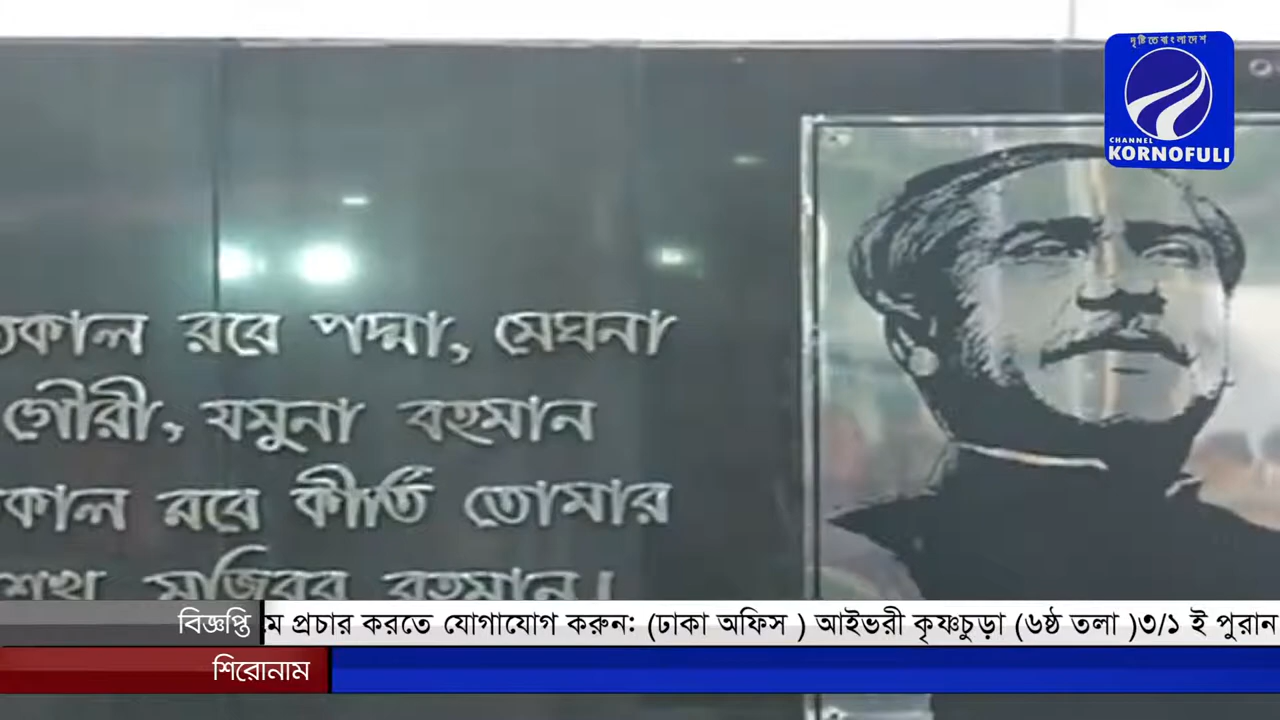 দৃষ্টিতে বাংলাদেশ
CHANNEL
KORNOFULI
কাল রবে পদ্মা, মেঘনা
গৌরী, যমুনা বহমান
কাল রবে কীর্তি তোমার
মুজিবুর রহমান।
বিজ্ঞপ্তি
প্রচার করতে যোগাযোগ করুন: (ঢাকা অফিস ) আইভরী কৃষ্ণচুড়া (৬ষ্ঠ তলা )৩/১ ই পুরান
শিরোনাম